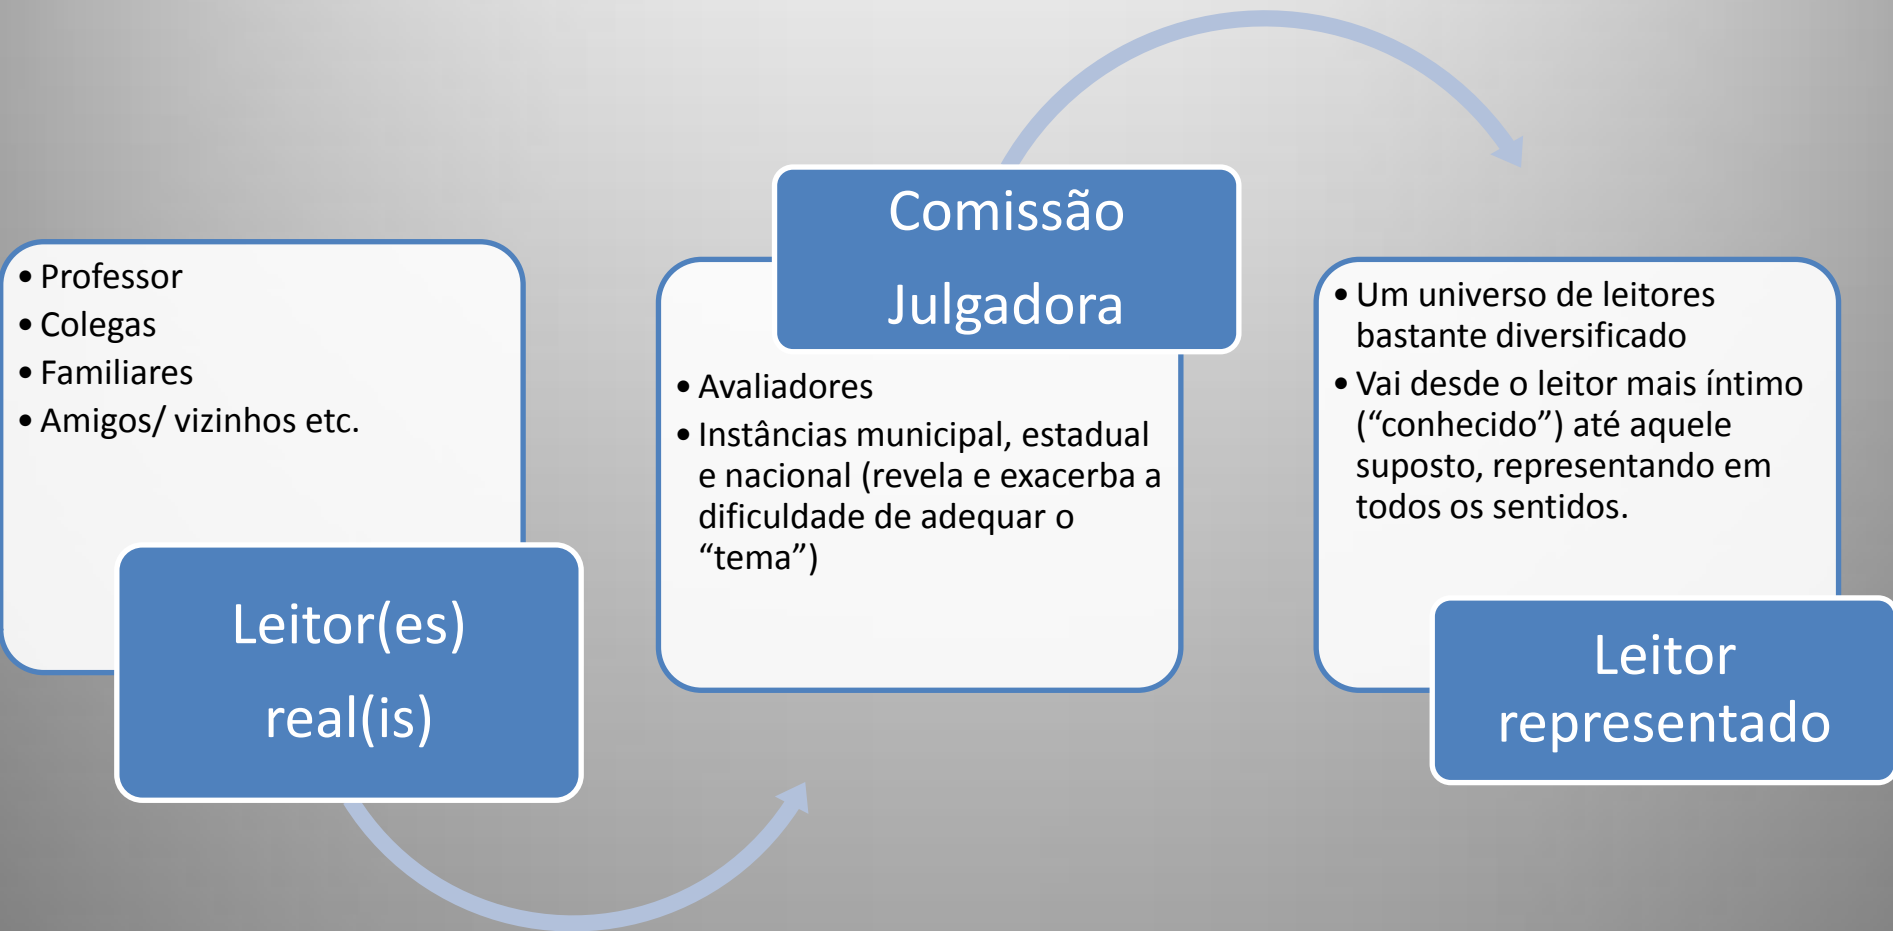 • Professor
• Colegas
• Familiares
• Amigos/ vizinhos etc.
Leitor(es)
real(is)
Comissão
Julgadora
• Avaliadores
• Instâncias municipal, estadual
e nacional (revela e exacerba a
dificuldade de adequar o
“tema”)
• Um universo de leitores
bastante diversificado
• Vai desde o leitor mais íntimo
(“conhecido”) até aquele
suposto, representando em
todos os sentidos.
Leitor
representado